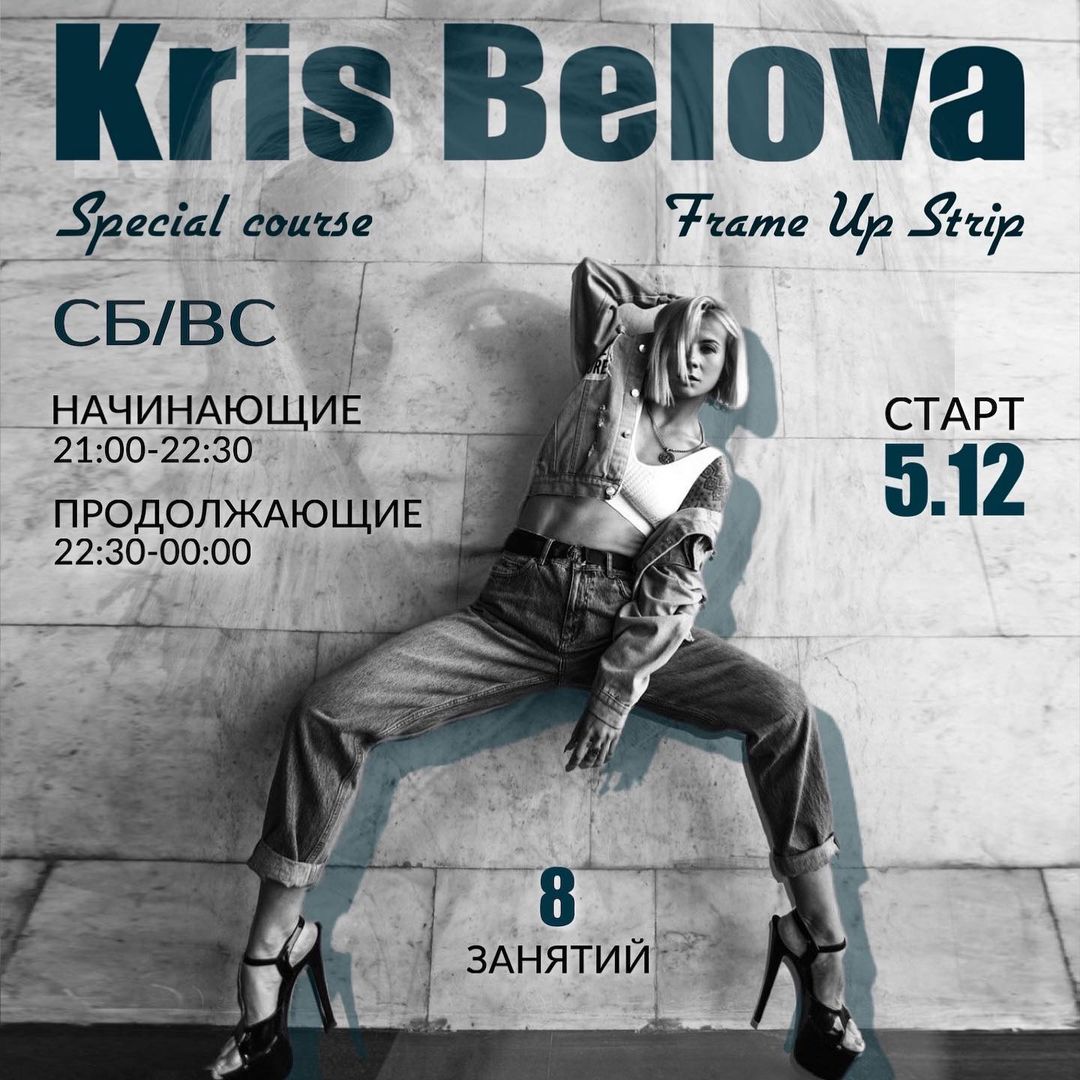 Kris Belova
Special course
Frame Up Strip
СБ/ВС
НАЧИНАЮЩИЕ
21:00-22:30
ПРОДОЛЖАЮЩИЕ
22:30-00:00
СТАРТ
5.12
8
ЗАНЯТИЙ